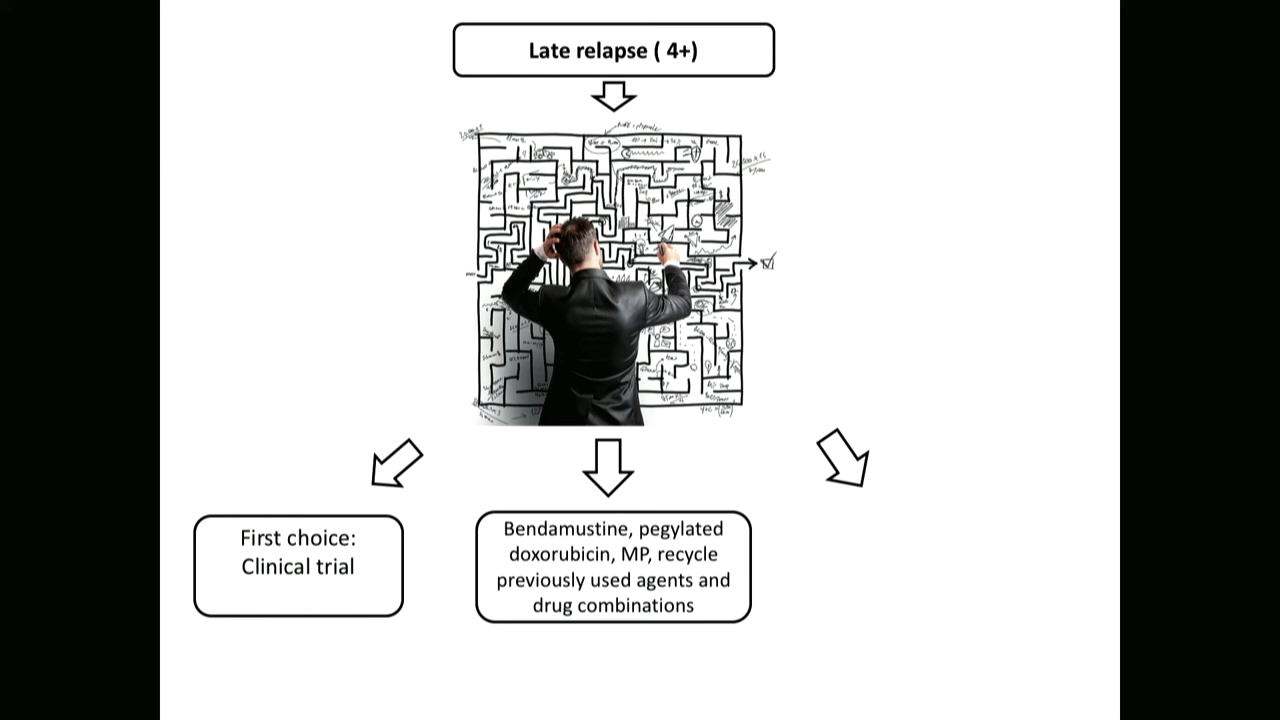 Late relapse ( 4+)
First choice:
Clinical trial
Bendamustine, pegylated
doxorubicin, MP, recycle
previously used agents and
drug combinations